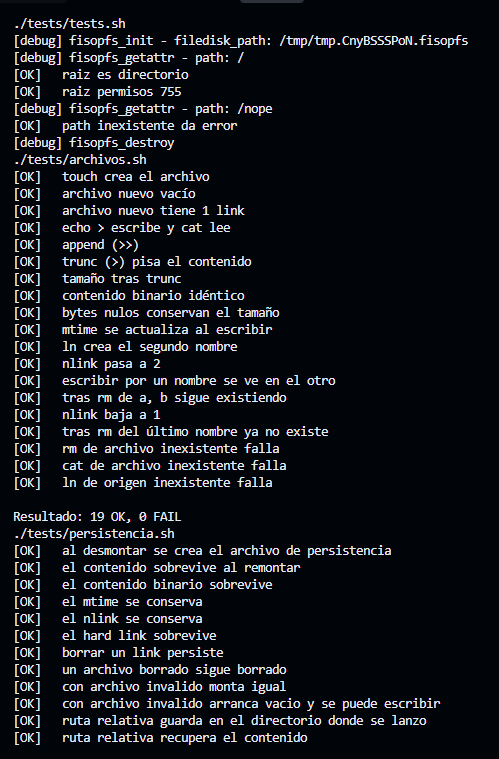 ./tests/tests.sh
[debug] fisopfs_init - filedisk_path: /tmp/tmp.CnyBSSSPoN.fisopfs
[debug] fisopfs_getattr - path: /
[OK] raiz es directorio
[OK] raiz permisos 755
[debug] fisopfs_getattr - path: /nope
[OK] path inexistente da error
[debug] fisopfs_destroy
./tests/archivos.sh
[OK] touch crea el archivo
[OK] archivo nuevo vacío
[OK] archivo nuevo tiene 1 link
[OK] echo > escribe y cat lee
[OK] append (>>)
[OK] trunc (>) pisa el contenido
[OK] tamaño tras trunc
[OK] contenido binario idéntico
[OK] bytes nulos conservan el tamaño
[OK] mtime se actualiza al escribir
[OK] ln crea el segundo nombre
[OK] nlink pasa a 2
[OK] escribir por un nombre se ve en el otro
[OK] tras rm de a, b sigue existiendo
[OK] nlink baja a 1
[OK] tras rm del último nombre ya no existe
[OK] rm de archivo inexistente falla
[OK] cat de archivo inexistente falla
[OK] ln de origen inexistente falla

Resultado: 19 OK, 0 FAIL
./tests/persistencia.sh
[OK] al desmontar se crea el archivo de persistencia
[OK] el contenido sobrevive al remontar
[OK] el contenido binario sobrevive
[OK] el mtime se conserva
[OK] el nlink se conserva
[OK] el hard link sobrevive
[OK] borrar un link persiste
[OK] un archivo borrado sigue borrado
[OK] con archivo invalido monta igual
[OK] con archivo invalido arranca vacio y se puede escribir
[OK] ruta relativa guarda en el directorio donde se lanzo
[OK] ruta relativa recupera el contenido